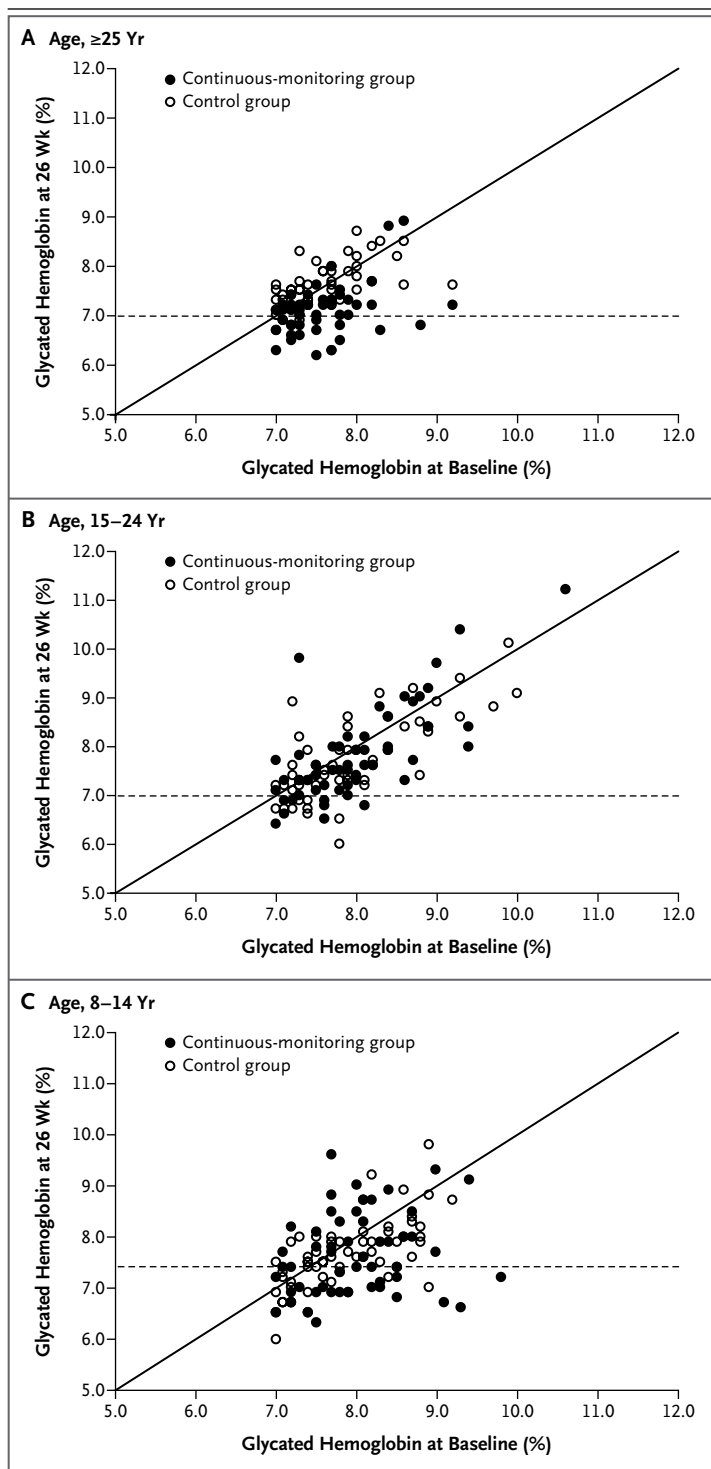 A Age, ≥25 Yr
12.0
11.0
10.0
9.0
8.0
7.0
6.0
5.0
Glycated Hemoglobin at 26 Wk (%)
Continuous-monitoring group
Control group
5.0 6.0 7.0 8.0 9.0 10.0 11.0 12.0
Glycated Hemoglobin at Baseline (%)
B Age, 15–24 Yr
12.0
11.0
10.0
9.0
8.0
7.0
6.0
5.0
Glycated Hemoglobin at 26 Wk (%)
Continuous-monitoring group
Control group
5.0 6.0 7.0 8.0 9.0 10.0 11.0 12.0
Glycated Hemoglobin at Baseline (%)
C Age, 8–14 Yr
12.0
11.0
10.0
9.0
8.0
7.0
6.0
5.0
Glycated Hemoglobin at 26 Wk (%)
Continuous-monitoring group
Control group
5.0 6.0 7.0 8.0 9.0 10.0 11.0 12.0
Glycated Hemoglobin at Baseline (%)